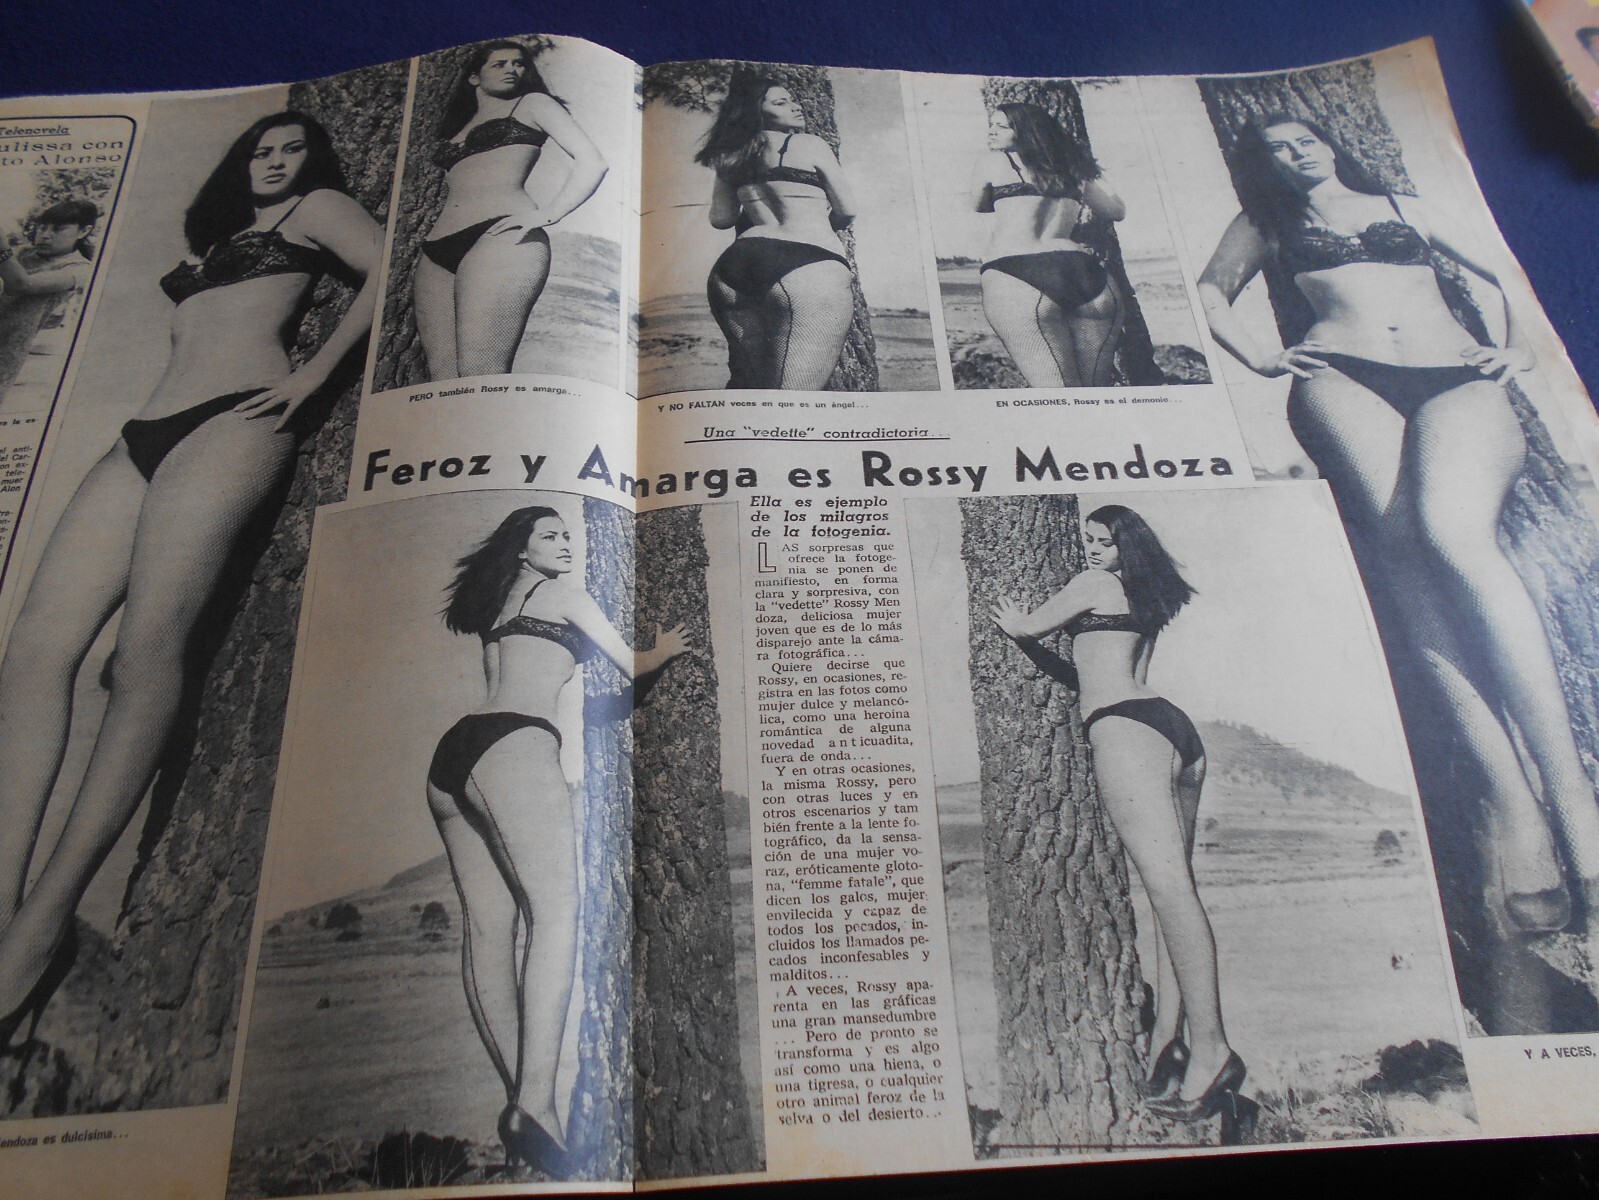 Telenovela
ulissa con
to Alonso
PERO también Rossy es amarga...
Y NO FALTAN veces en que es un ángel...
EN OCASIONES, Rossy es el demonio...
Una "vedette" contradictoria...
Feroz y Amarga es Rossy Mendoza
Ella es ejemplo
de los milagros
de la fotogenia.
LAS sorpresas que
ofrece la fotoge-
nia se ponen de
manifiesto, en forma
clara y sorpresiva, con
la "vedette" Rossy Men
doza, deliciosa mujer
joven que es de lo más
disparejo ante la cáma-
ra fotográfica...
Quiere decirse que
Rossy, en ocasiones, re-
gistra en las fotos como
mujer dulce y melancó-
lica, como una heroína
romántica de alguna
novedad anticuadita,
fuera de onda...
Y en otras ocasiones,
la misma Rossy, pero
con otras luces y en
otros escenarios y tam
bién frente a la lente fo-
tográfico, da la sensa-
ción de una mujer vo-
raz, eróticamente gloto-
na, "femme fatale", que
dicen los galos, mujer
envilecida y capaz de
todos los pecados, in-
cluidos los llamados pe-
cados inconfesables y
malditos...
A veces, Rossy apa-
renta en las gráficas
una gran mansedumbre
... Pero de pronto se
transforma y es algo
así como una hiena, o
una tigresa, o cualquier
otro animal feroz de la
selva o del desierto...
Y A VECES,
endoza es dulcísima...